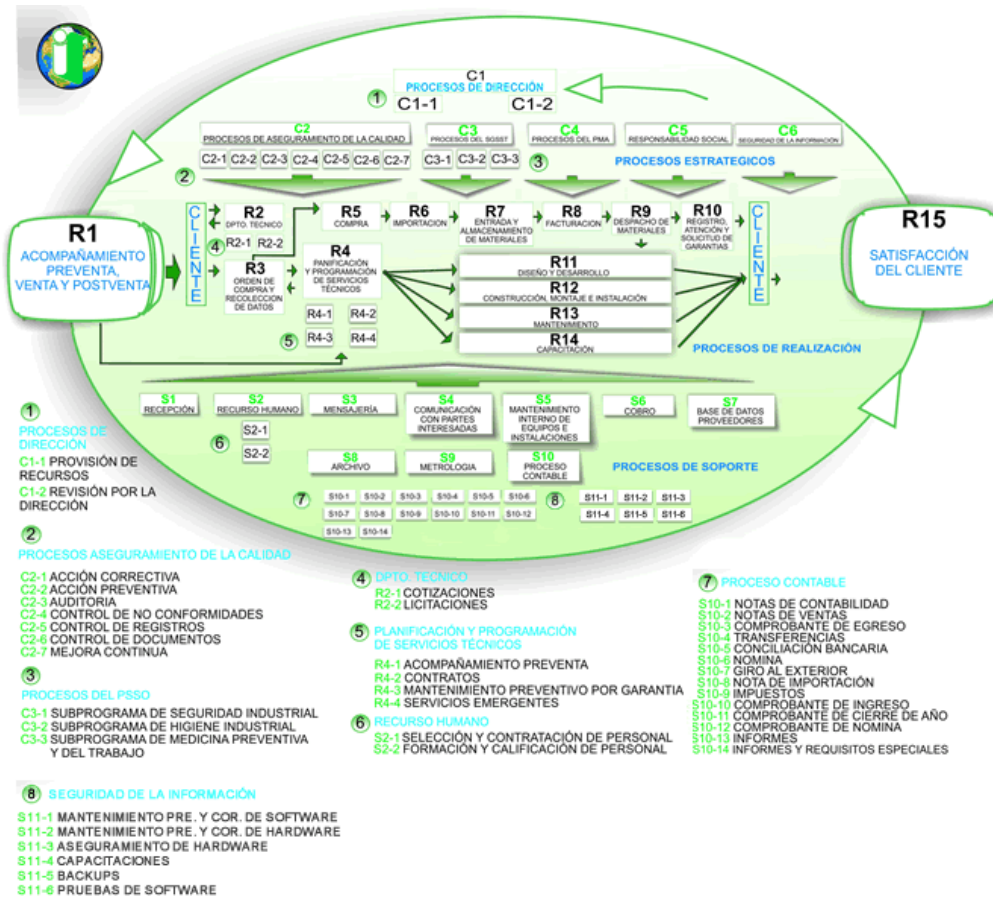 C1
PROCESOS DE DIRECCIÓN
1
C1-1 C1-2
C2
PROCESOS DE ASEGURAMIENTO DE LA CALIDAD
C3
PROCESOS DEL SGSST
C4
PROCESOS DEL PMA
C5
RESPONSABILIDAD SOCIAL
C6
SEGURIDAD DE LA INFORMACIÓN
2
C2-1 C2-2 C2-3 C2-4 C2-5 C2-6 C2-7
C3-1 C3-2 C3-3
3
PROCESOS ESTRATEGICOS
R1
ACOMPAÑAMIENTO
PREVENTA,
VENTA Y POSTVENTA
CLIENTE
R2
DPTO. TECNICO
4
R2-1 R2-2
R3
ORDEN DE
COMPRA Y
RECOLECCION
DE DATOS
R5
COMPRA
R6
IMPORTACIÓN
R7
ENTRADA Y
ALMACENAMIENTO
DE MATERIALES
R8
FACTURACIÓN
R9
DESPACHO DE
MATERIALES
R10
REGISTRO,
ATENCIÓN Y
SOLICITUD DE
GARANTIAS
R4
PANIFICACIÓN
Y PROGRAMACIÓN
DE SERVICIOS
TÉCNICOS
5
R4-1 R4-2
R4-3 R4-4
R11
DISEÑO Y DESARROLLO
R12
CONSTRUCCIÓN, MONTAJE E INSTALACIÓN
R13
MANTENIMIENTO
R14
CAPACITACIÓN
CLIENTE
R15
SATISFACCIÓN
DEL CLIENTE
PROCESOS DE REALIZACIÓN
S1
RECEPCIÓN
S2
RECURSO HUMANO
S3
MENSAJERÍA
S4
COMUNICACIÓN
CON PARTES
INTERESADAS
S5
MANTENIMIENTO
INTERNO DE
EQUIPOS E
INSTALACIONES
S6
COBRO
S7
BASE DE DATOS
PROVEEDORES
6
S2-1
S2-2
S8
ARCHIVO
S9
METROLOGIA
S10
PROCESO
CONTABLE
PROCESOS DE SOPORTE
7
S10-1 S10-2 S10-3 S10-4 S10-5 S10-6
S10-7 S10-8 S10-9 S10-10 S10-11 S10-12
S10-13 S10-14
8
S11-1 S11-2 S11-3
S11-4 S11-5 S11-6
1
PROCESOS DE
DIRECCIÓN
C1-1 PROVISIÓN DE
RECURSOS
C1-2 REVISIÓN POR LA
DIRECCIÓN
2
PROCESOS ASEGURAMIENTO DE LA CALIDAD
C2-1 ACCIÓN CORRECTIVA
C2-2 ACCIÓN PREVENTIVA
C2-3 AUDITORIA
C2-4 CONTROL DE NO CONFORMIDADES
C2-5 CONTROL DE REGISTROS
C2-6 CONTROL DE DOCUMENTOS
C2-7 MEJORA CONTINUA
3
PROCESOS DEL PSSO
C3-1 SUBPROGRAMA DE SEGURIDAD INDUSTRIAL
C3-2 SUBPROGRAMA DE HIGIENE INDUSTRIAL
C3-3 SUBPROGRAMA DE MEDICINA PREVENTIVA
Y DEL TRABAJO
4 DPTO. TECNICO
R2-1 COTIZACIONES
R2-2 LICITACIONES
5 PLANIFICACIÓN Y PROGRAMACIÓN
DE SERVICIOS TÉCNICOS
R4-1 ACOMPAÑAMIENTO PREVENTA
R4-2 CONTRATOS
R4-3 MANTENIMIENTO PREVENTIVO POR GARANTIA
R4-4 SERVICIOS EMERGENTES
6 RECURSO HUMANO
S2-1 SELECCIÓN Y CONTRATACIÓN DE PERSONAL
S2-2 FORMACIÓN Y CALIFICACIÓN DE PERSONAL
7 PROCESO CONTABLE
S10-1 NOTAS DE CONTABILIDAD
S10-2 NOTAS DE VENTAS
S10-3 COMPROBANTE DE EGRESO
S10-4 TRANSFERENCIAS
S10-5 CONCILIACIÓN BANCARIA
S10-6 NOMINA
S10-7 GIRO AL EXTERIOR
S10-8 NOTA DE IMPORTACIÓN
S10-9 IMPUESTOS
S10-10 COMPROBANTE DE INGRESO
S10-11 COMPROBANTE DE CIERRE DE AÑO
S10-12 COMPROBANTE DE NOMINA
S10-13 INFORMES
S10-14 INFORMES Y REQUISITOS ESPECIALES
8 SEGURIDAD DE LA INFORMACIÓN
S11-1 MANTENIMIENTO PRE. Y COR. DE SOFTWARE
S11-2 MANTENIMIENTO PRE. Y COR. DE HARDWARE
S11-3 ASEGURAMIENTO DE HARDWARE
S11-4 CAPACITACIONES
S11-5 BACKUPS
S11-6 PRUEBAS DE SOFTWARE